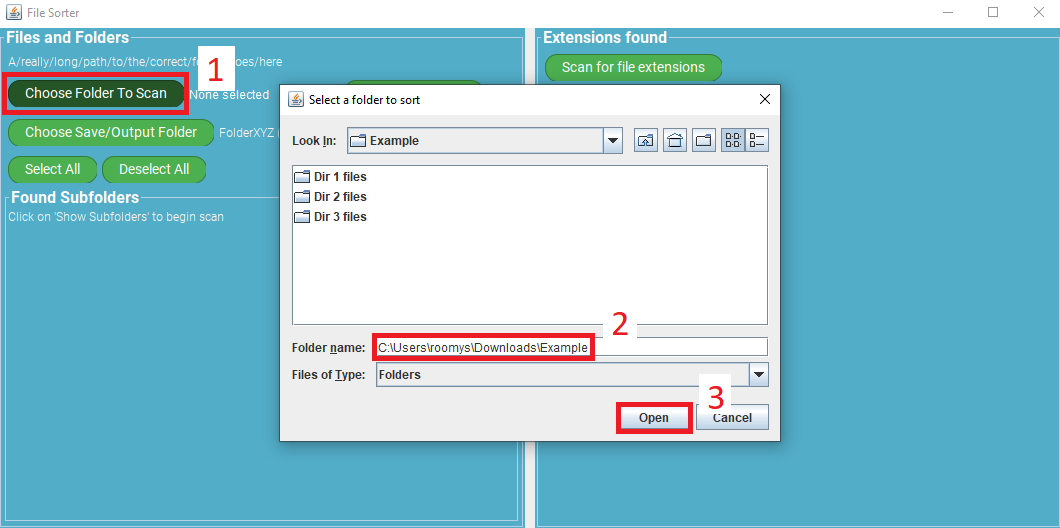 File Sorter
Files and Folders
A/really/long/path/to/the/correct/
oes/here
1
Choose Folder To Scan
None selected
Choose Save/Output Folder
FolderXYZ
Select All
Deselect All
Found Subfolders
Click on 'Show Subfolders' to begin scan
Extensions found
Scan for file extensions
Select a folder to sort
Look In:
Example
Dir 1 files
Dir 2 files
Dir 3 files
2
Folder name:
C:\Users\roomys\Downloads\Example
Files of Type:
Folders
3
Open
Cancel